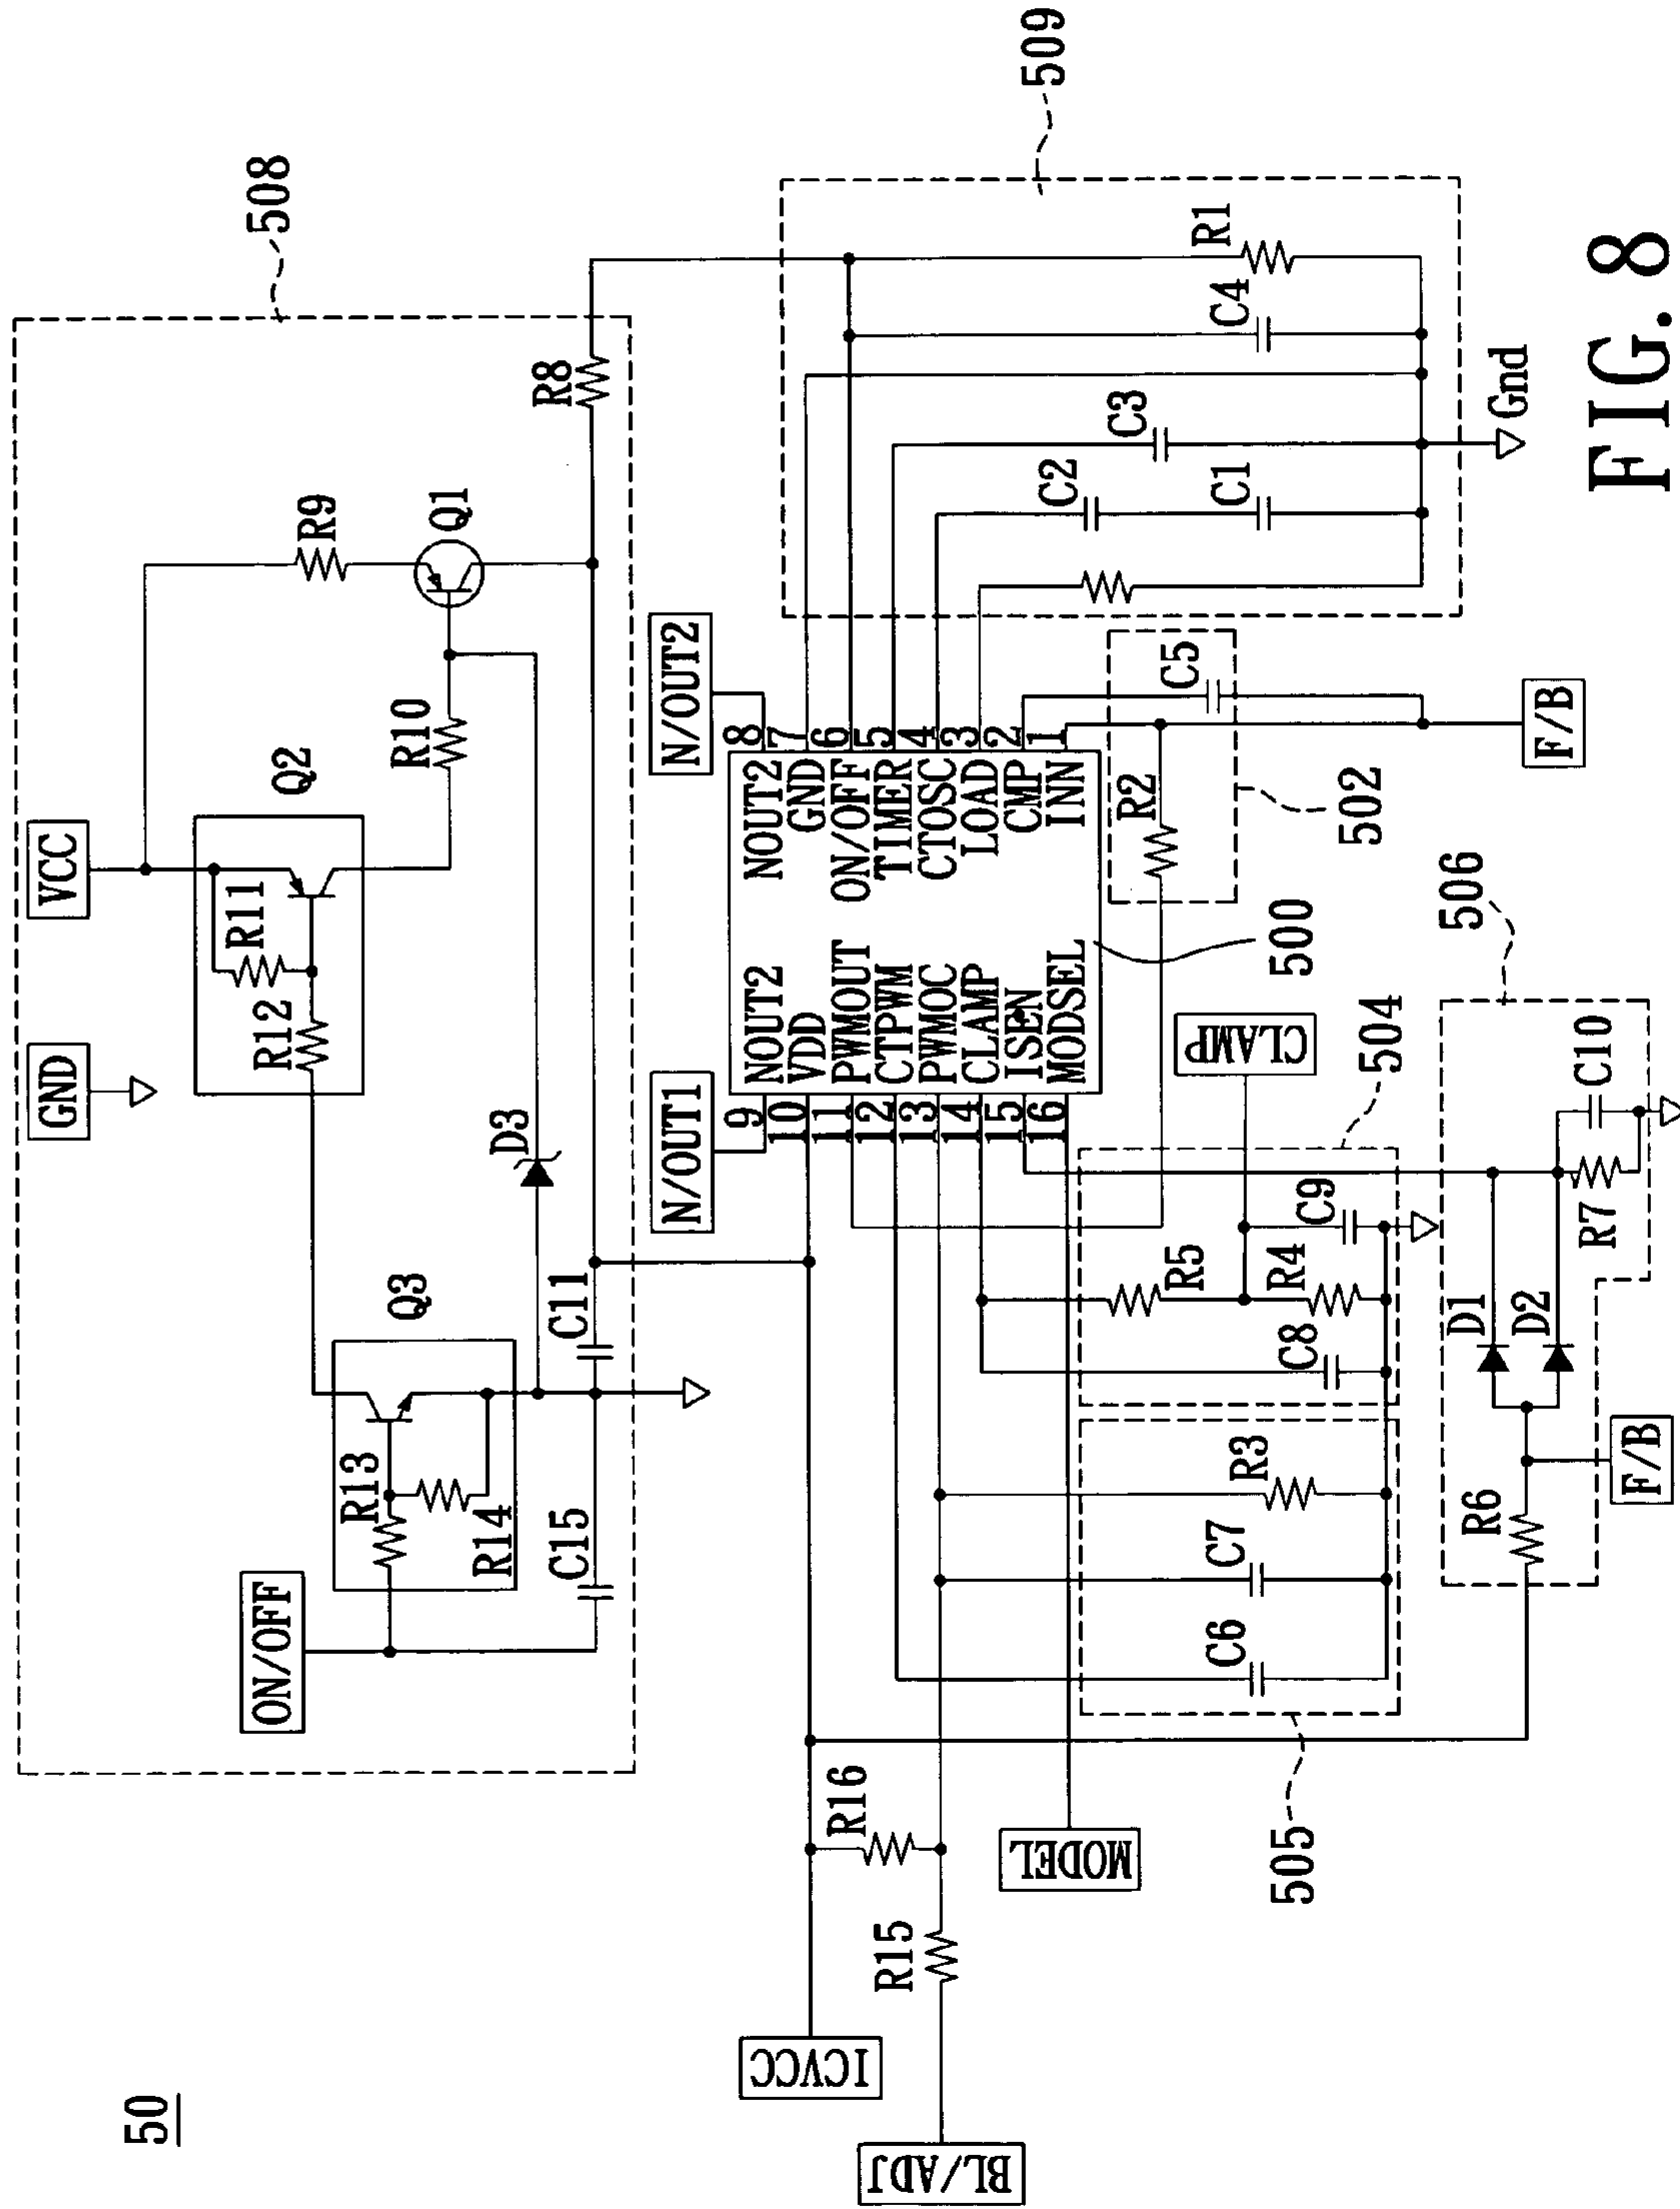 50
508
VCC
GND
ON/OFF
Q2
R11
R12
R9
R10
Q1
Q3
R13
R14
D3
C11
C15
R8
N/OUT2
N/OUT1
8
7
6
5
4
3
2
1
NOUT2
GND
ON/OFF
TIMER
CTOSC
LOAD
CMP
INN
NOUT2
VDD
PWMOUT
CTPWM
PWMOC
CLAMP
ISEN
MODSEL
9
10
11
12
13
14
15
16
500
509
R1
C4
C3
C2
C1
Gnd
C5
R2
502
F/B
CLAMP
504
R5
R4
C9
C8
R3
C7
C6
505
506
C10
R7
D1
D2
R6
F/B
ICVCC
R16
R15
BL/ADJ
MODEL
FIG. 8